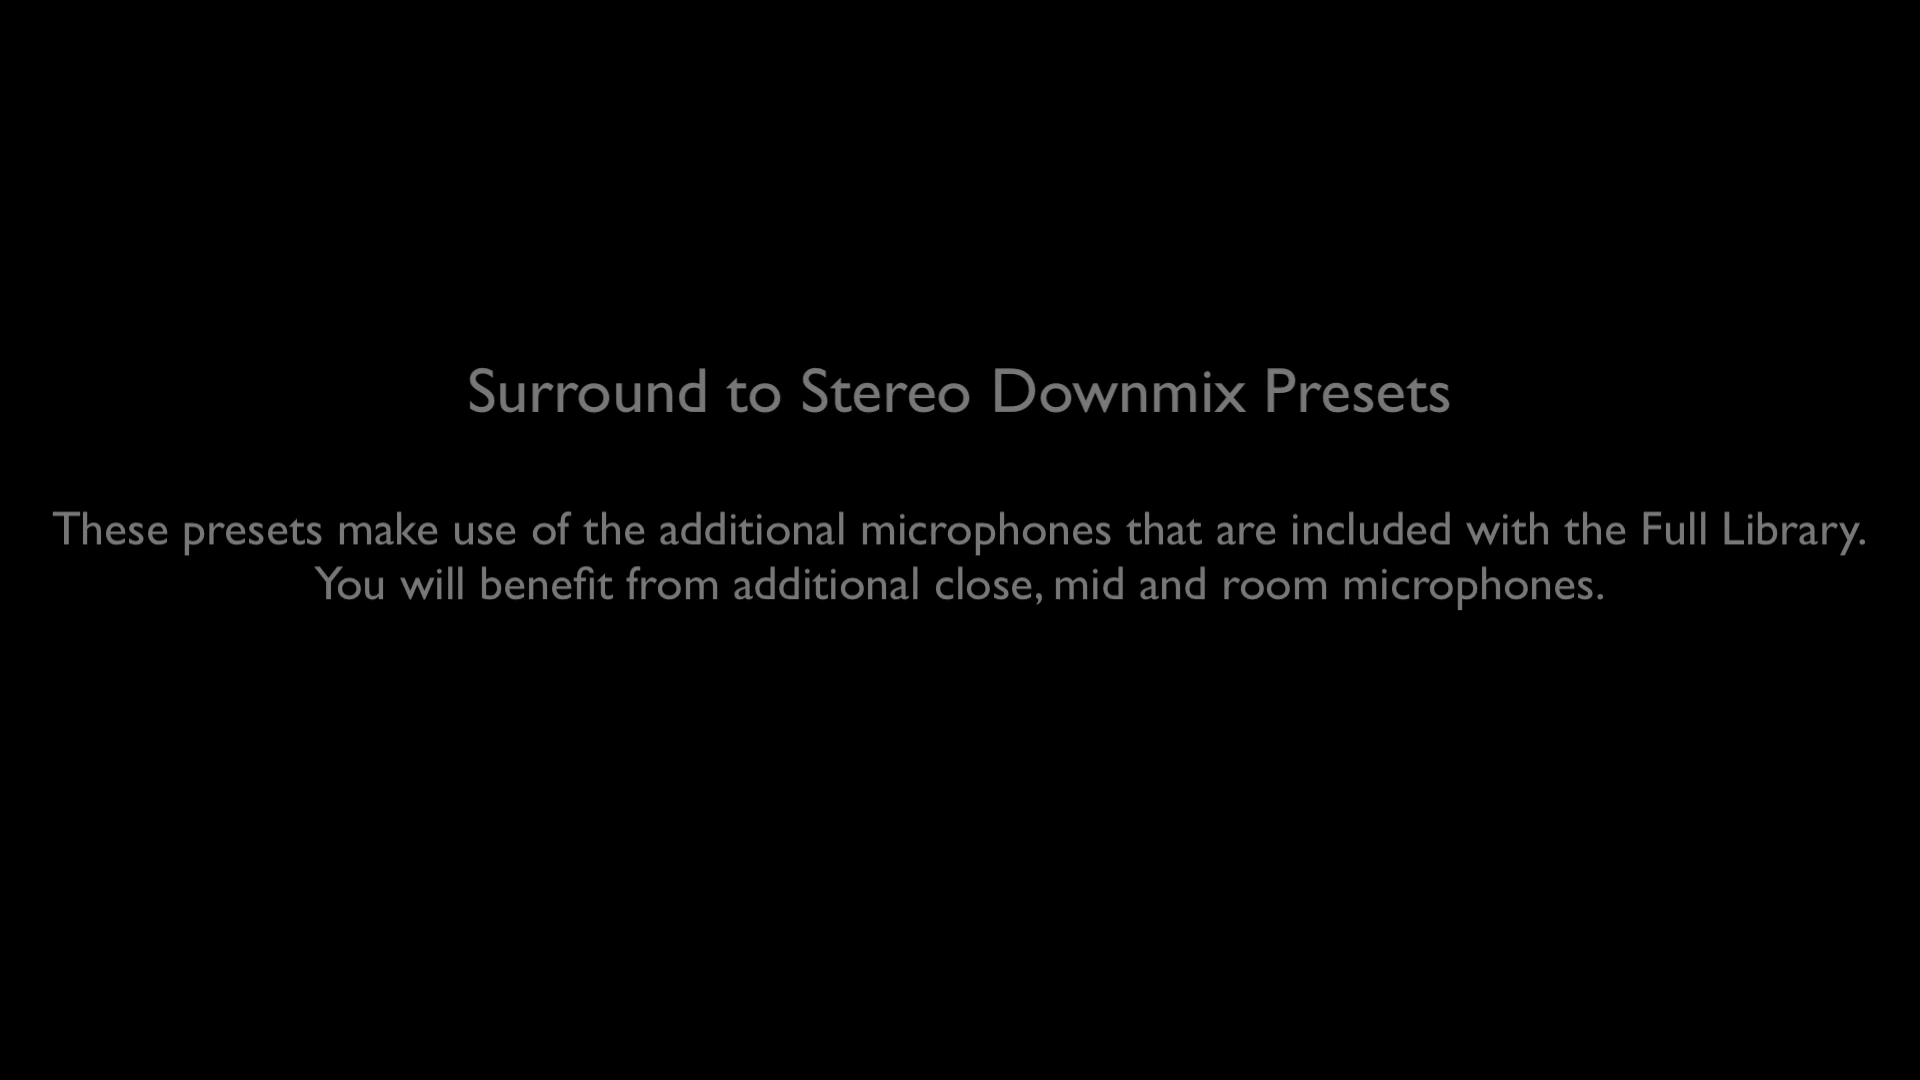 Surround to Stereo Downmix Presets
These presets make use of the additional microphones that are included with the Full Library.
You will benefit from additional close, mid and room microphones.